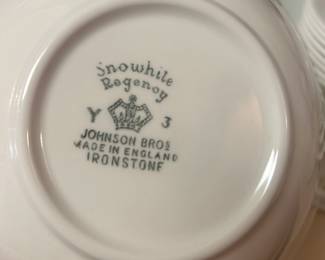 Snowhite
Regency
Y 3
JOHNSON BROS
MADE IN ENGLAND
IRONSTONE